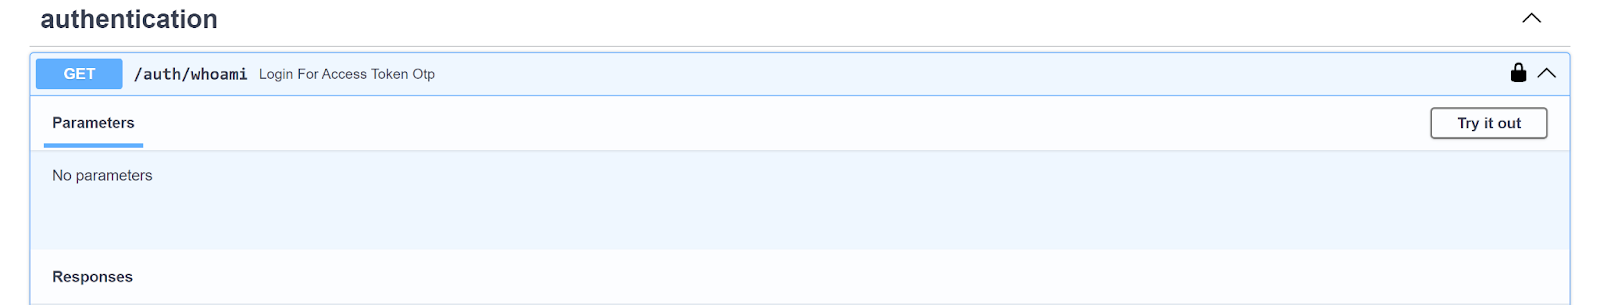 authentication
GET /auth/whoami Login For Access Token Otp
Parameters Try it out
No parameters
Responses